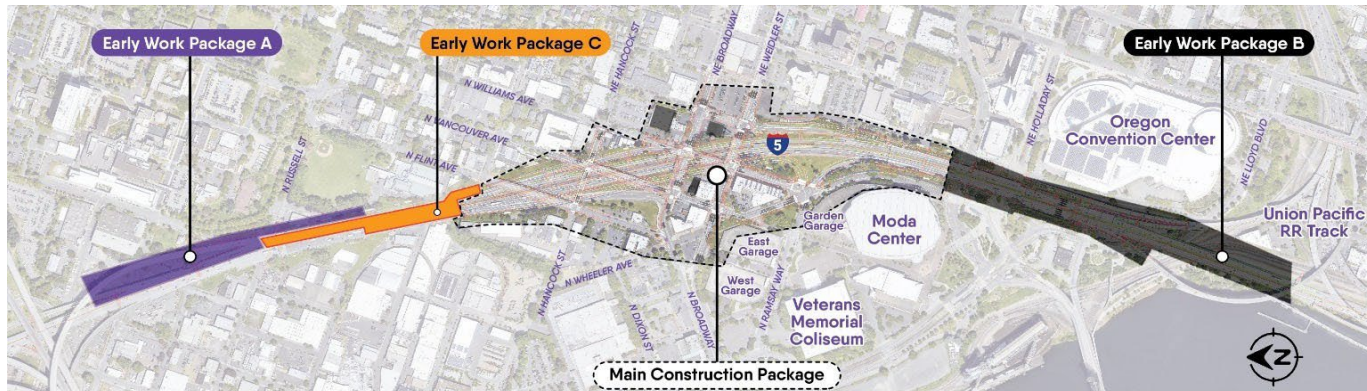 Early Work Package A
Early Work Package C
Early Work Package B
NE HANCOCK ST
NE BROADWAY
NE WEIDLER ST
N WILLIAMS AVE
N VANCOUVER AVE
N FLINT AVE
N RUSSELL ST
5
NE HOLLADAY ST
Oregon
Convention Center
NE LLOYD BLVD
Union Pacific
RR Track
Garden
Garage
Moda
Center
East
Garage
West
Garage
N HANCOCK ST
N WHEELER AVE
N DIXON ST
N BROADWAY
N RAMSAY WAY
Veterans
Memorial
Coliseum
Main Construction Package
N